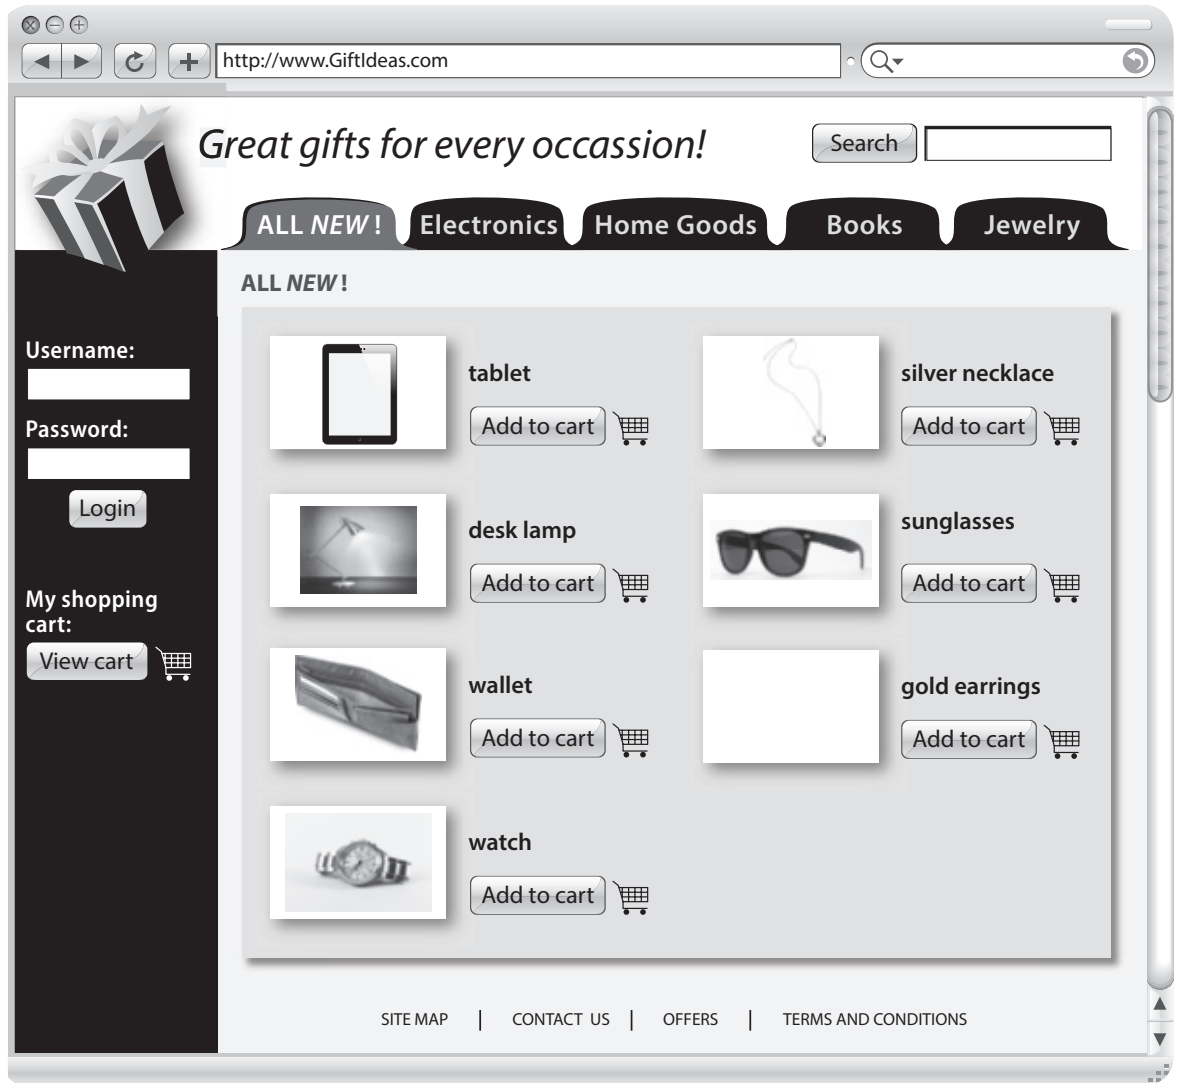 http://www.GiftIdeas.com
Great gifts for every occassion!
Search
ALL NEW !
Electronics
Home Goods
Books
Jewelry
ALL NEW !
Username:
Password:
Login
My shopping
cart:
View cart
tablet
Add to cart
silver necklace
Add to cart
desk lamp
Add to cart
sunglasses
Add to cart
wallet
Add to cart
gold earrings
Add to cart
watch
Add to cart
SITE MAP | CONTACT US | OFFERS | TERMS AND CONDITIONS